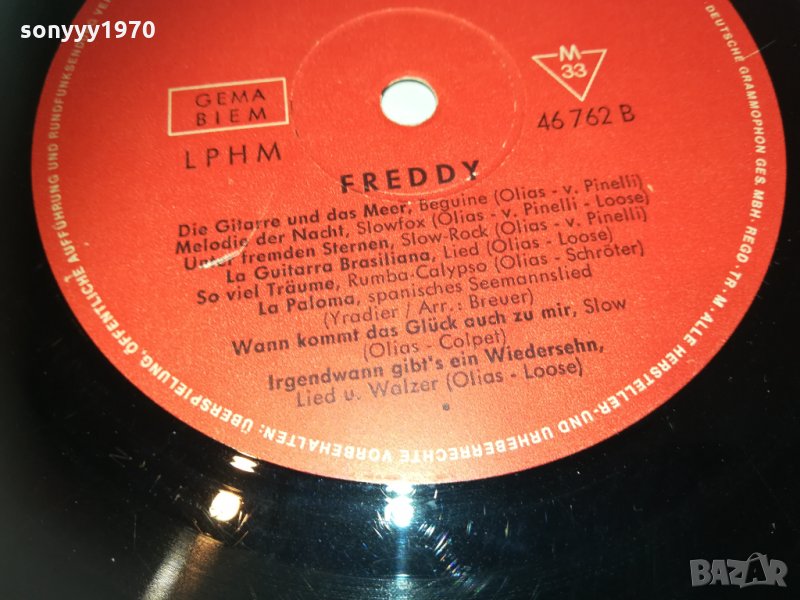 sonyyy1970
GEMA
BIEM
M
33
LPHM
46 762 B
FREDDY
Die Gitarre und das Meer, Beguine (Olias - v. Pinelli)
Melodie der Nacht, Slowfox (Olias - v. Pinelli - Loose)
Unter fremden Sternen, Slow-Rock (Olias - v. Pinelli)
La Guitarra Brasiliana, Lied (Olias - Loose)
So viel Träume, Rumba-Calypso (Olias - Schröter)
La Paloma, spanisches Seemannslied
(Yradier / Arr.: Breuer)
Wann kommt das Glück auch zu mir, Slow
(Olias - Colpet)
Irgendwann gibt's ein Wiedersehn,
Lied u. Walzer (Olias - Loose)
DEUTSCHE GRAMMOPHON GES. MBH. REGD · TR · M · ALLE HERSTELLER- UND URHEBERRECHTE VORBEHALTEN: ÜBERSPIELUNG, ÖFFENTLICHE AUFFÜHRUNG UND RUNDFUNKSENDUNG
BAZAR